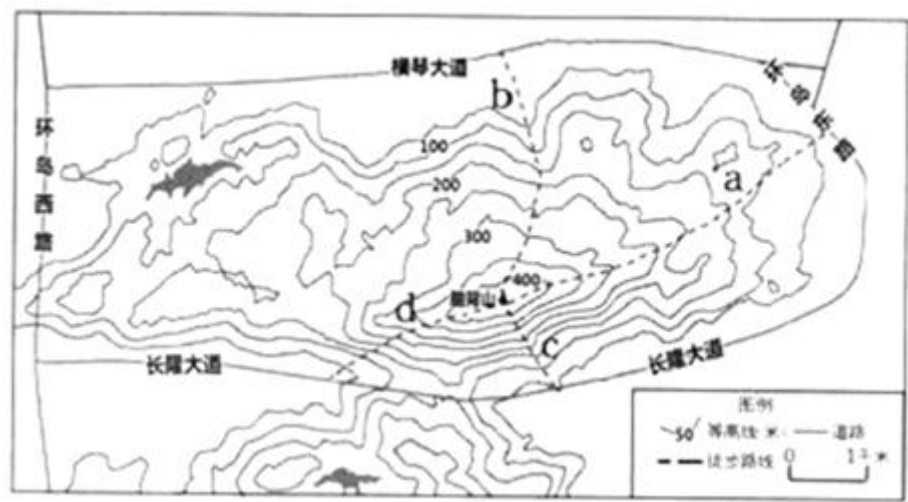 横琴大道
环岛东路
b
100
a
200
环岛西路
300
400
脑背山
d
c
长隆大道
长隆大道
图例
50 等高线 米 道路
徒步路线 0 1千米